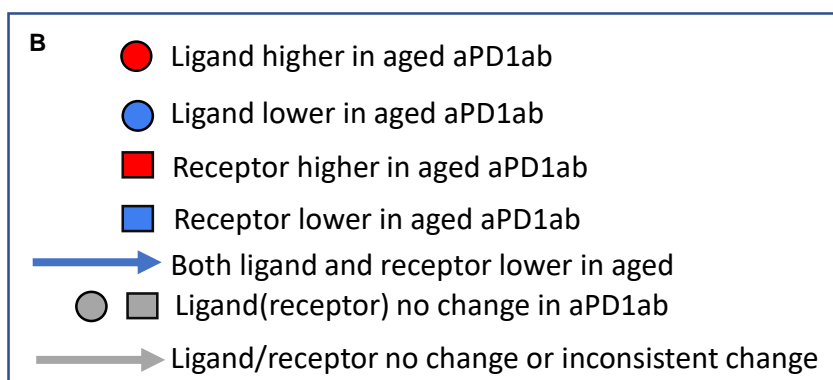 B
Ligand higher in aged aPD1ab
Ligand lower in aged aPD1ab
Receptor higher in aged aPD1ab
Receptor lower in aged aPD1ab
Both ligand and receptor lower in aged
Ligand(receptor) no change in aPD1ab
Ligand/receptor no change or inconsistent change